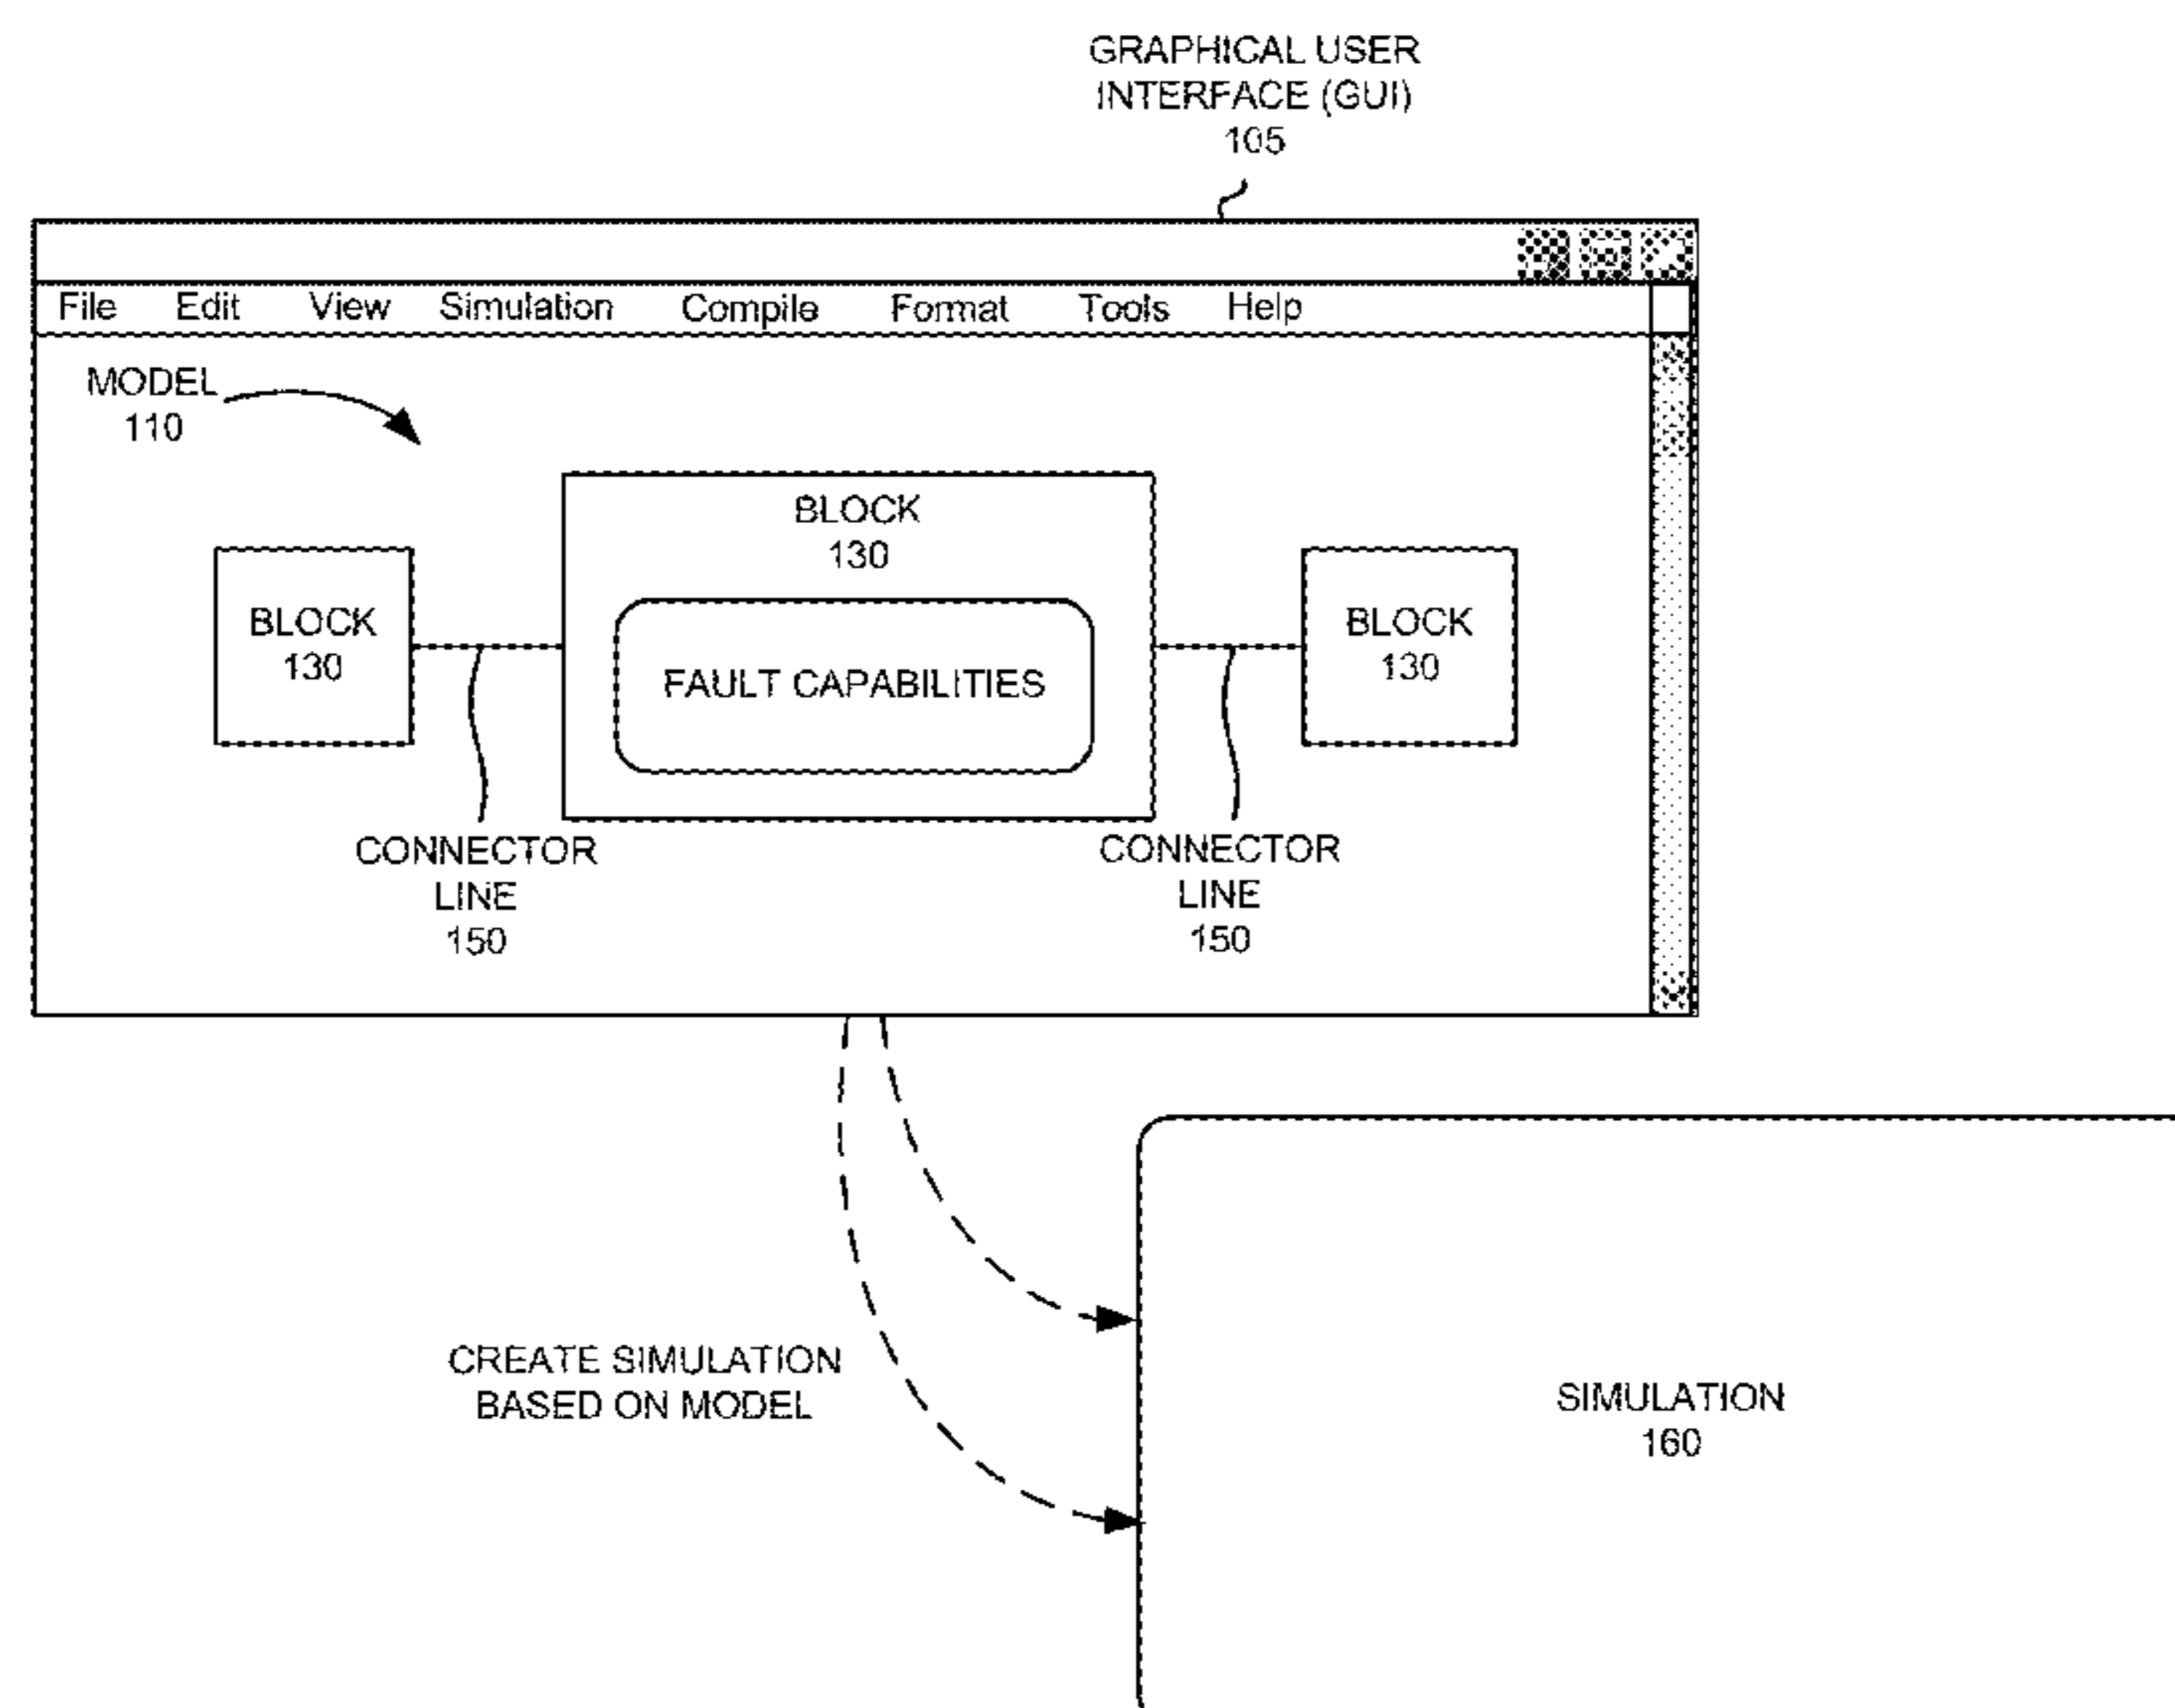 GRAPHICAL USER
INTERFACE (GUI)
105
File Edit View Simulation Compile Format Tools Help
MODEL
110
BLOCK
130
FAULT CAPABILITIES
BLOCK
130
BLOCK
130
CONNECTOR
LINE
150
CONNECTOR
LINE
150
CREATE SIMULATION
BASED ON MODEL
SIMULATION
160